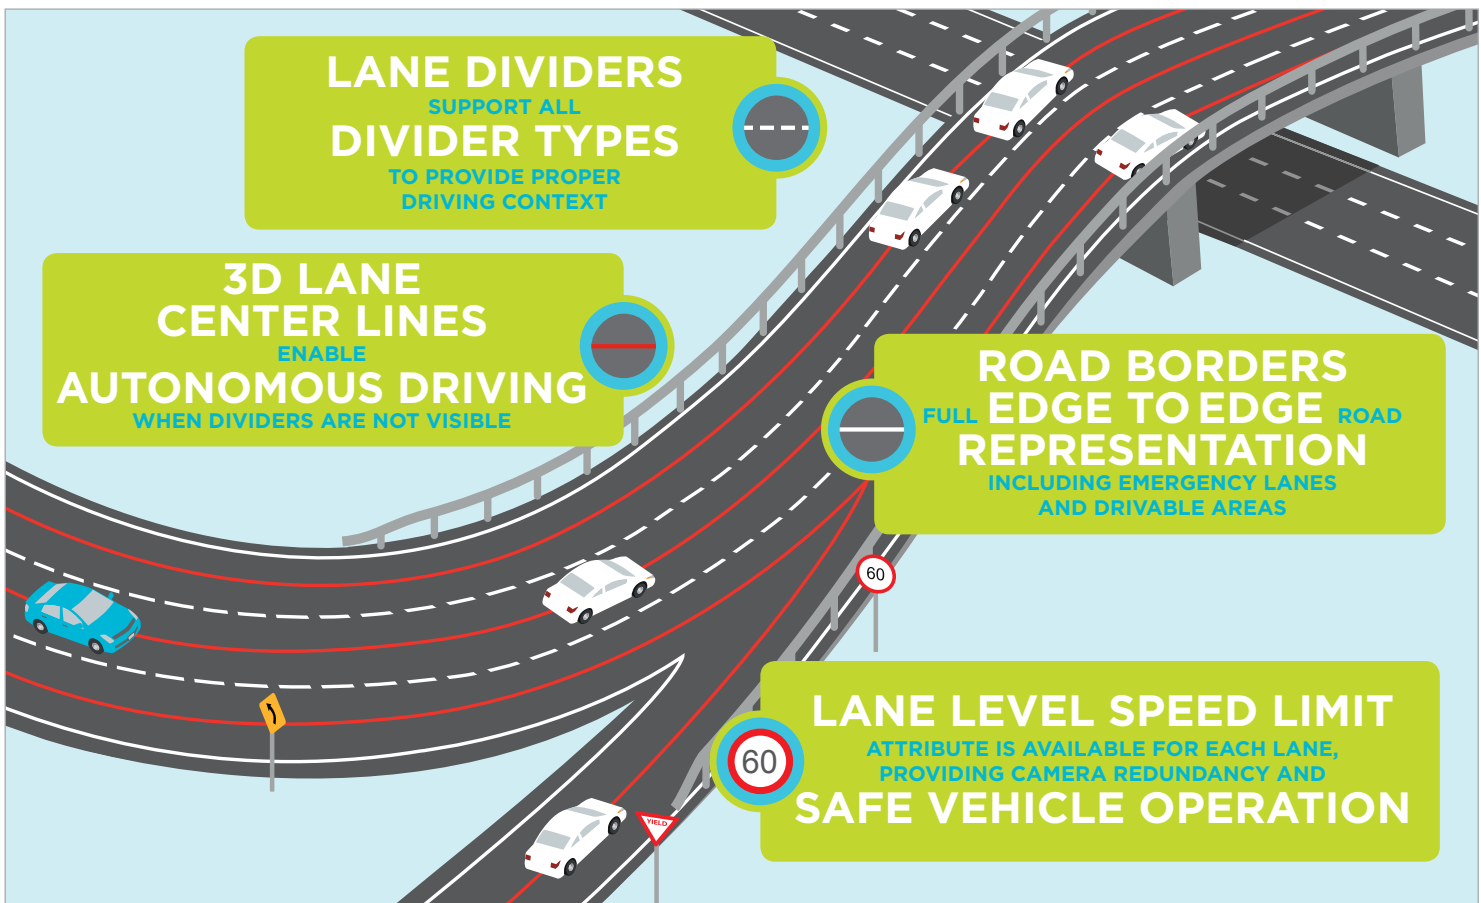 LANE DIVIDERS
SUPPORT ALL
DIVIDER TYPES
TO PROVIDE PROPER
DRIVING CONTEXT
3D LANE
CENTER LINES
ENABLE
AUTONOMOUS DRIVING
WHEN DIVIDERS ARE NOT VISIBLE
ROAD BORDERS
FULL EDGE TO EDGE ROAD
REPRESENTATION
INCLUDING EMERGENCY LANES
AND DRIVABLE AREAS
60
LANE LEVEL SPEED LIMIT
ATTRIBUTE IS AVAILABLE FOR EACH LANE,
PROVIDING CAMERA REDUNDANCY AND
SAFE VEHICLE OPERATION
60
YIELD